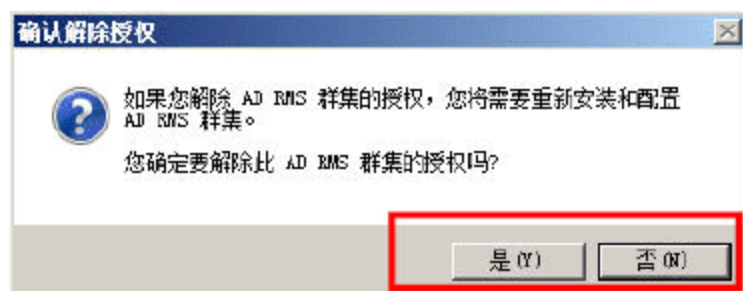 确认解除授权
如果您解除 AD RMS 群集的授权，您将需要重新安装和配置
AD RMS 群集。
您确定要解除此 AD RMS 群集的授权吗?
是(Y)
否(N)